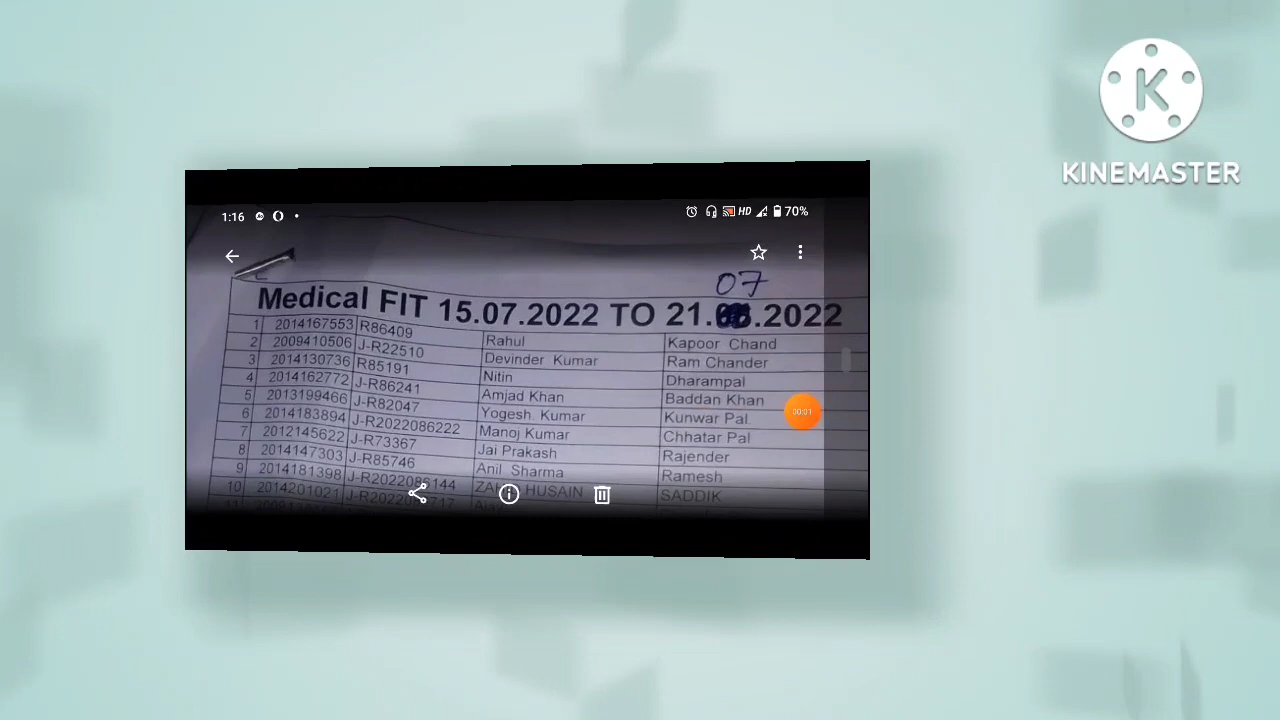 KINEMASTER
1:16 HD 70%
07
Medical FIT 15.07.2022 TO 21. .2022
1 2014167553 R86409 Rahul Kapoor Chand
2 2009410506 J-R22510 Devinder Kumar Ram Chander
3 2014130736 R85191 Nitin Dharampal
4 2014162772 J-R86241 Amjad Khan Baddan Khan
5 2013199466 J-R82047 Yogesh. Kumar Kunwar Pal.
6 2014183894 J-R2022086222 Manoj Kumar Chhatar Pal
7 2012145622 J-R73367 Jai Prakash Rajender
8 2014147303 J-R85746 Anil Sharma Ramesh
9 2014181398 HUSAIN SADDIK
10 2014201021
00:01